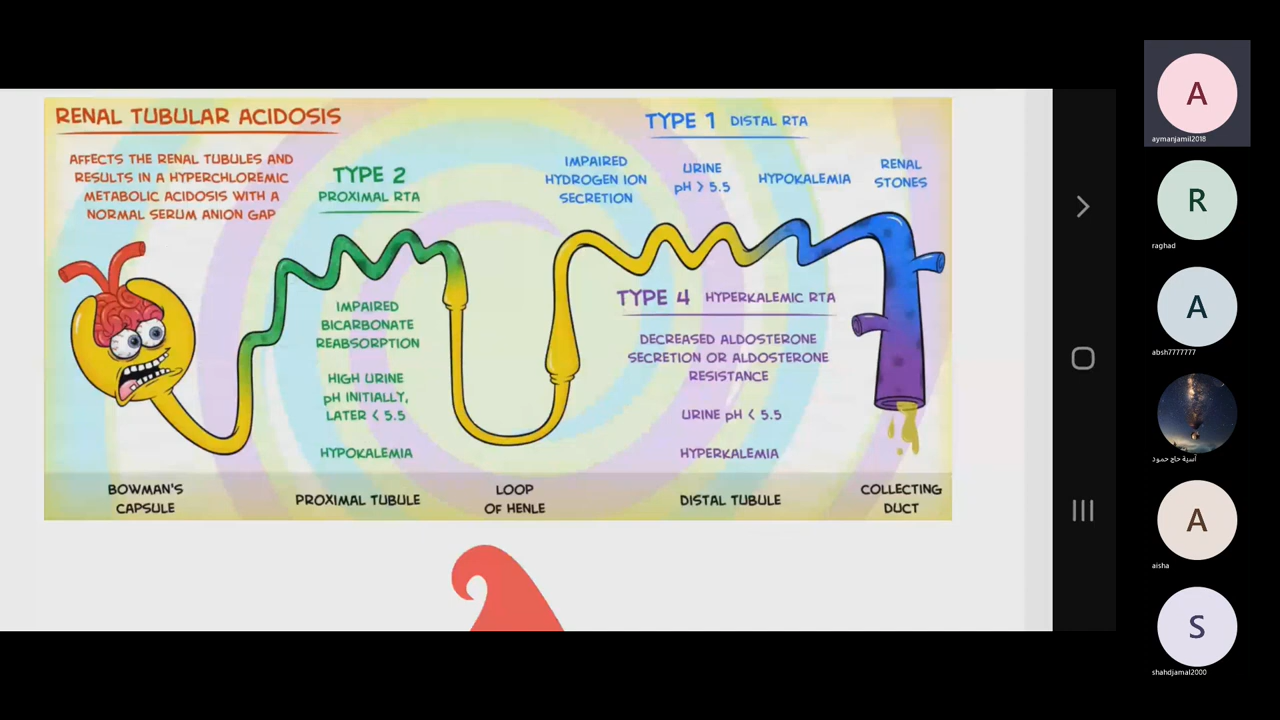 RENAL TUBULAR ACIDOSIS
AFFECTS THE RENAL TUBULES AND
RESULTS IN A HYPERCHLOREMIC
METABOLIC ACIDOSIS WITH A
NORMAL SERUM ANION GAP
TYPE 2
PROXIMAL RTA
IMPAIRED
BICARBONATE
REABSORPTION
HIGH URINE
pH INITIALLY,
LATER < 5.5
HYPOKALEMIA
TYPE 1 DISTAL RTA
IMPAIRED
HYDROGEN ION
SECRETION
URINE
pH > 5.5
HYPOKALEMIA
RENAL
STONES
TYPE 4 HYPERKALEMIC RTA
DECREASED ALDOSTERONE
SECRETION OR ALDOSTERONE
RESISTANCE
URINE pH < 5.5
HYPERKALEMIA
BOWMAN'S
CAPSULE
PROXIMAL TUBULE
LOOP
OF HENLE
DISTAL TUBULE
COLLECTING
DUCT
A
aymanjamil2018
R
raghad
A
absh7777777
آسية حاج حمود
A
aisha
S
shahdjamal2000